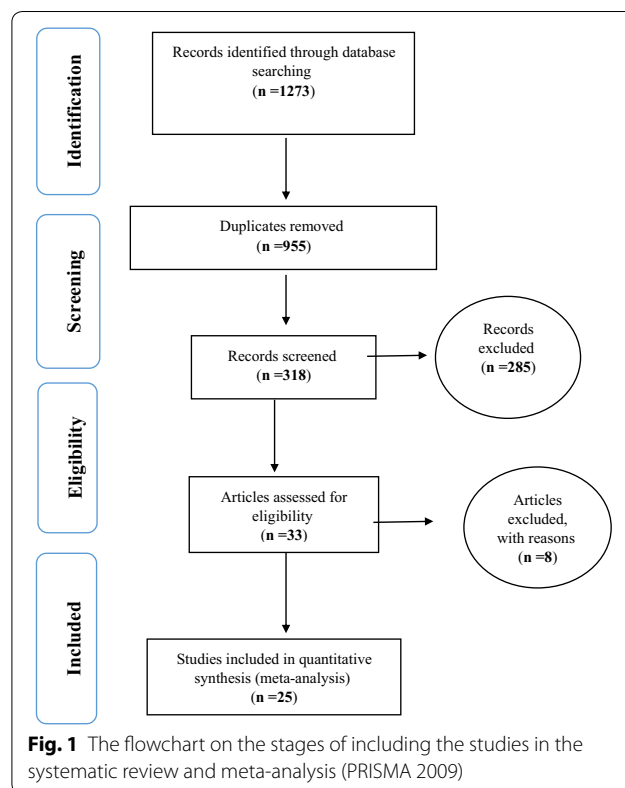 Identification
Records identified through database
searching
(n =1273)
Screening
Duplicates removed
(n =955)
Records screened
(n =318)
Records
excluded
(n =285)
Eligibility
Articles assessed for
eligibility
(n =33)
Articles
excluded,
with reasons
(n =8)
Included
Studies included in quantitative
synthesis (meta-analysis)
(n =25)
Fig. 1 The flowchart on the stages of including the studies in the
systematic review and meta-analysis (PRISMA 2009)